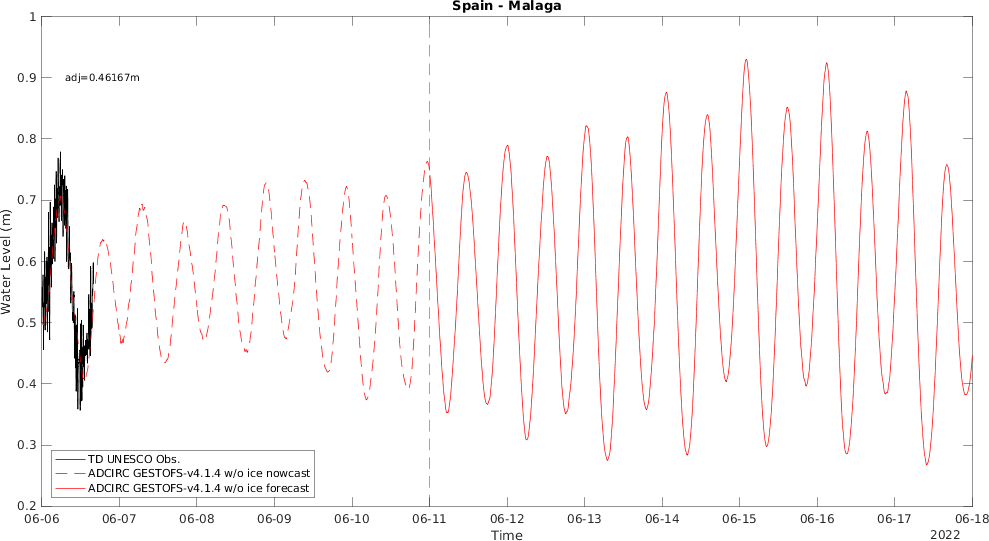 Spain - Malaga
1
0.9
0.8
0.7
0.6
0.5
0.4
0.3
0.2
Water Level (m)
adj=0.46167m
TD UNESCO Obs.
ADCIRC GESTOFS-v4.1.4 w/o ice nowcast
ADCIRC GESTOFS-v4.1.4 w/o ice forecast
06-06 06-07 06-08 06-09 06-10 06-11 06-12 06-13 06-14 06-15 06-16 06-17 06-18
Time
2022